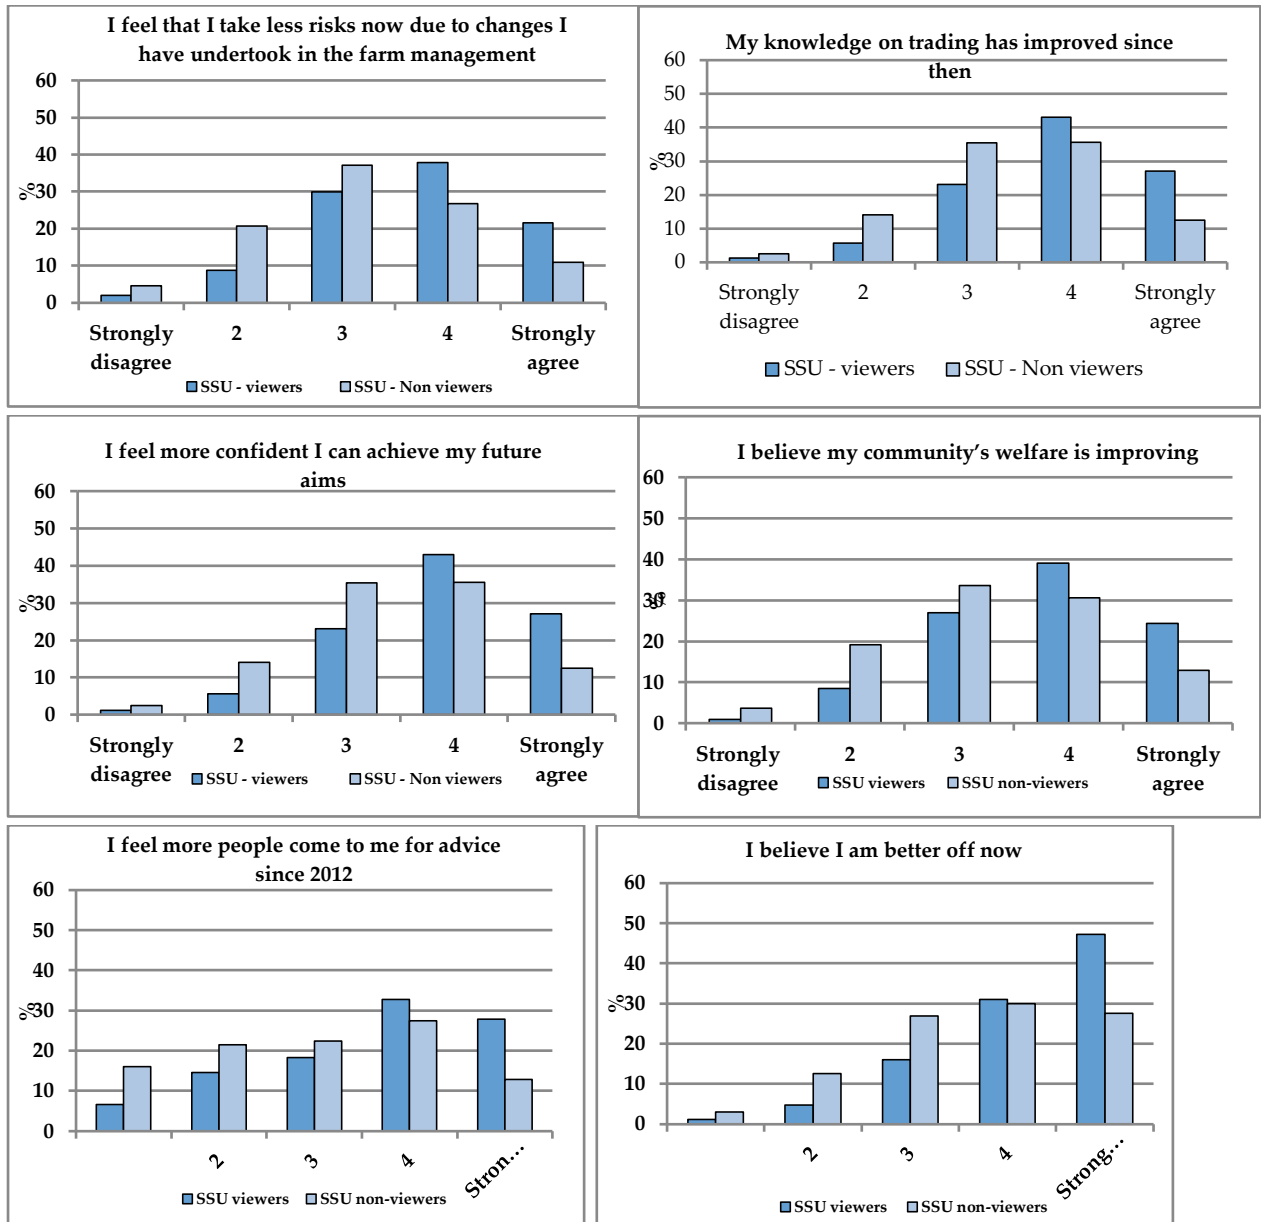 I feel that I take less risks now due to changes I
have undertook in the farm management
60
50
40
30
20
10
0
%
Strongly disagree 2 3 4 Strongly agree
SSU - viewers SSU - Non viewers
My knowledge on trading has improved since
then
60
50
40
30
20
10
0
%
Strongly disagree 2 3 4 Strongly agree
SSU - viewers SSU - Non viewers
I feel more confident I can achieve my future
aims
60
50
40
30
20
10
0
%
Strongly disagree 2 3 4 Strongly agree
SSU - viewers SSU - Non viewers
I believe my community’s welfare is improving
60
50
40
30
20
10
0
%
Strongly disagree 2 3 4 Strongly agree
SSU viewers SSU non-viewers
I feel more people come to me for advice
since 2012
60
50
40
30
20
10
0
%
2 3 4 Stron…
SSU viewers SSU non-viewers
I believe I am better off now
60
50
40
30
20
10
0
%
2 3 4 Strong…
SSU viewers SSU non-viewers